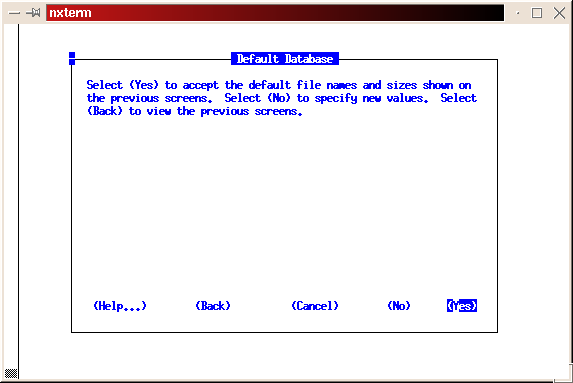 nxterm
Default Database
Select (Yes) to accept the default file names and sizes shown on
the previous screens.  Select (No) to specify new values.  Select
(Back) to view the previous screens.
(Help...) (Back) (Cancel) (No) (Yes)